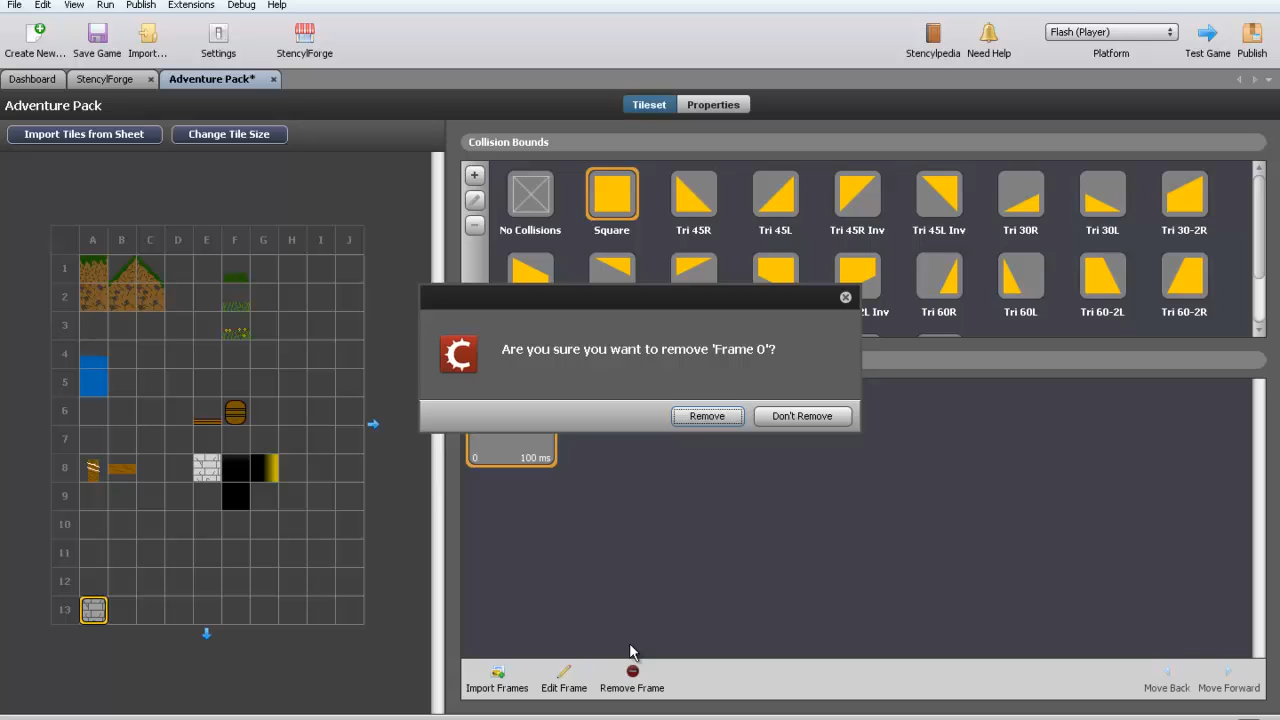 File Edit View Run Publish Extensions Debug Help
Create New... Save Game Import... Settings StencylForge Stencylpedia Need Help Flash (Player) Platform Test Game Publish
Dashboard StencylForge Adventure Pack*
Adventure Pack Tileset Properties
Import Tiles from Sheet Change Tile Size
Collision Bounds
No Collisions Square Tri 45R Tri 45L Tri 45R Inv Tri 45L Inv Tri 30R Tri 30L Tri 30-2R
A B C D E F G H I J
1
2
3
4
5
6
7
8
9
10
11
12
13
2L Inv Tri 60R Tri 60L Tri 60-2L Tri 60-2R
Are you sure you want to remove 'Frame 0'?
Remove Don't Remove
0 100 ms
Import Frames Edit Frame Remove Frame Move Back Move Forward